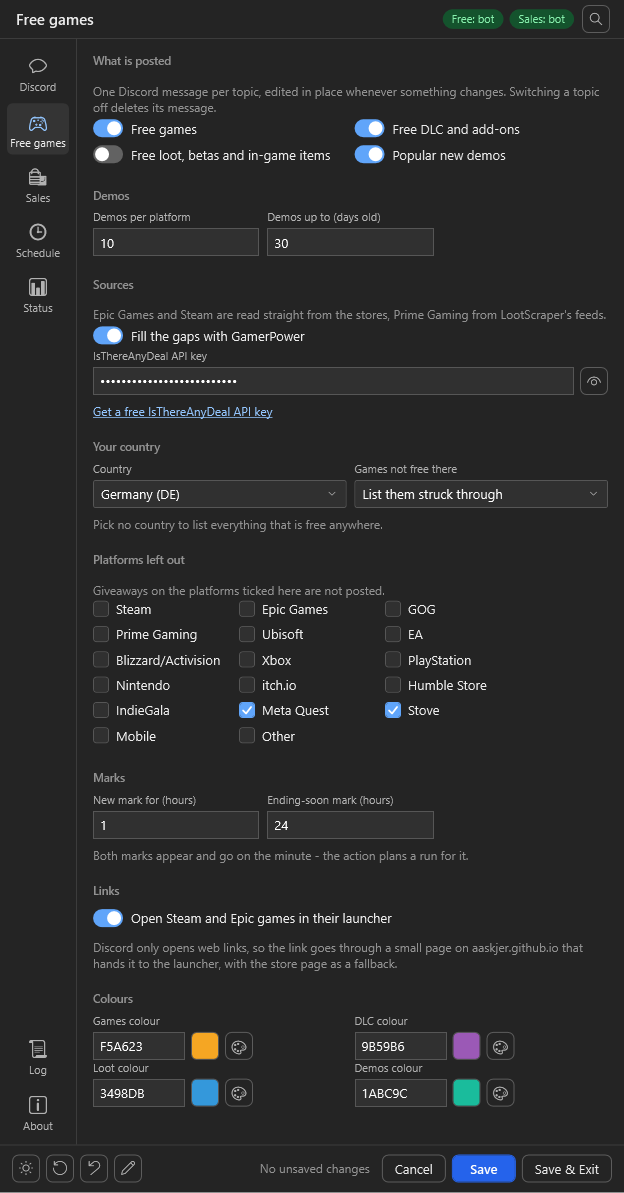 Free games
Free: bot
Sales: bot
Discord
Free games
Sales
Schedule
Status
Log
About
What is posted
One Discord message per topic, edited in place whenever something changes. Switching a topic
off deletes its message.
Free games
Free DLC and add-ons
Free loot, betas and in-game items
Popular new demos
Demos
Demos per platform
Demos up to (days old)
10
30
Sources
Epic Games and Steam are read straight from the stores, Prime Gaming from LootScraper's feeds.
Fill the gaps with GamerPower
IsThereAnyDeal API key
••••••••••••••••••••••••••
Get a free IsThereAnyDeal API key
Your country
Country
Games not free there
Germany (DE)
List them struck through
Pick no country to list everything that is free anywhere.
Platforms left out
Giveaways on the platforms ticked here are not posted.
Steam
Epic Games
GOG
Prime Gaming
Ubisoft
EA
Blizzard/Activision
Xbox
PlayStation
Nintendo
itch.io
Humble Store
IndieGala
Meta Quest
Stove
Mobile
Other
Marks
New mark for (hours)
Ending-soon mark (hours)
1
24
Both marks appear and go on the minute - the action plans a run for it.
Links
Open Steam and Epic games in their launcher
Discord only opens web links, so the link goes through a small page on aaskjer.github.io that
hands it to the launcher, with the store page as a fallback.
Colours
Games colour
DLC colour
F5A623
9B59B6
Loot colour
Demos colour
3498DB
1ABC9C
No unsaved changes
Cancel
Save
Save & Exit